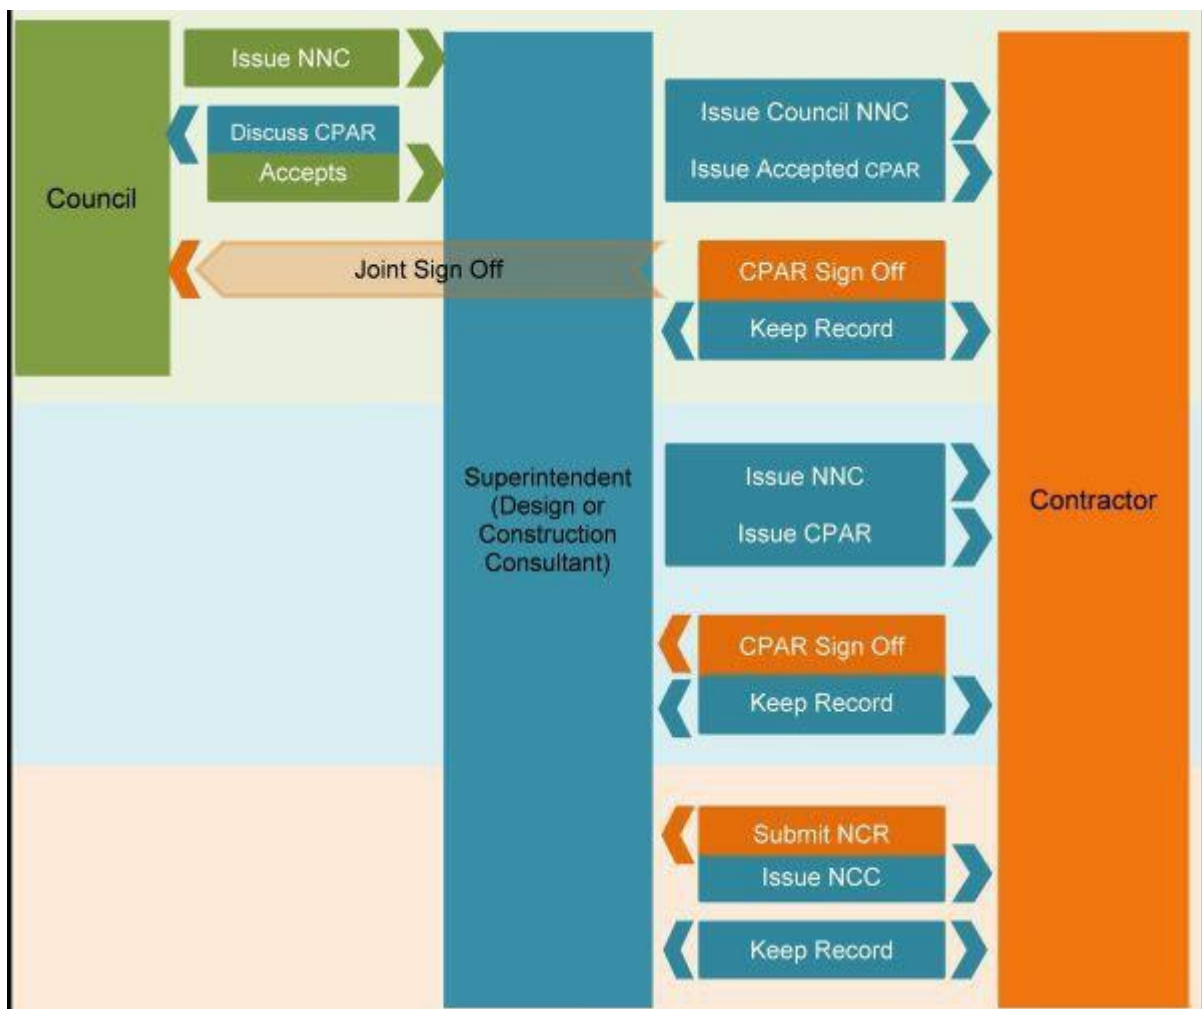 Issue NNC
Discuss CPAR
Accepts
Council
Joint Sign Off
Issue Council NNC
Issue Accepted CPAR
CPAR Sign Off
Keep Record
Superintendent
(Design or
Construction
Consultant)
Issue NNC
Issue CPAR
Contractor
CPAR Sign Off
Keep Record
Submit NCR
Issue NCC
Keep Record